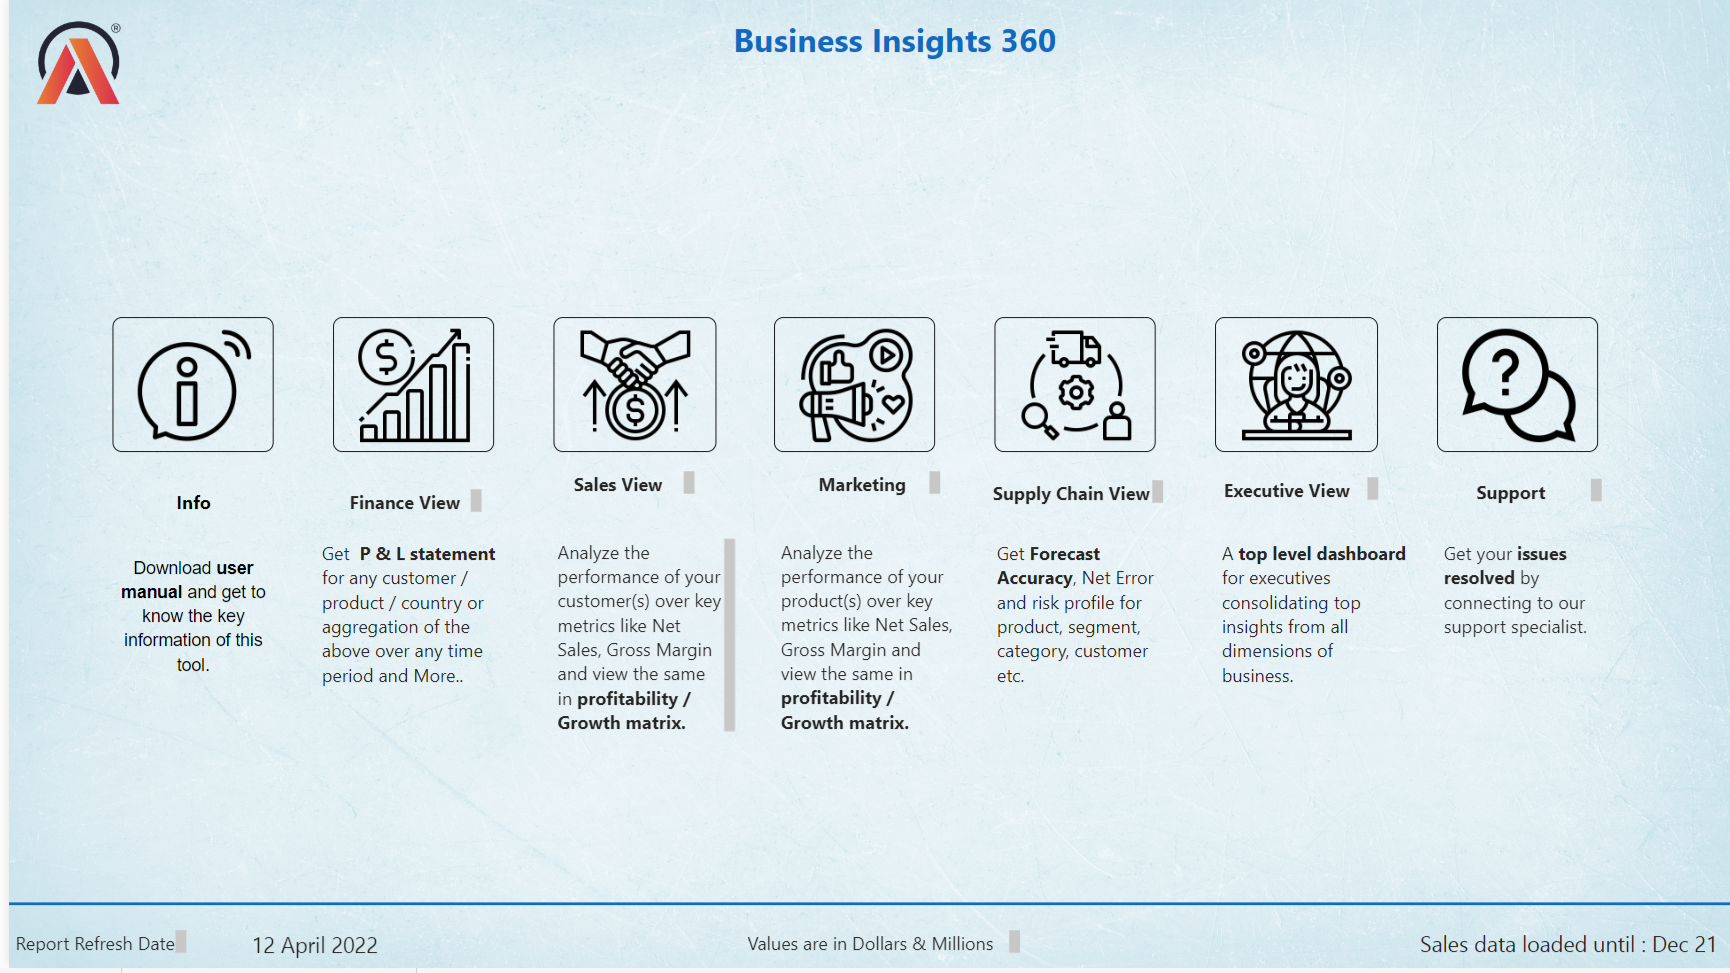 ®
Business Insights 360
Info
Download user
manual and get to
know the key
information of this
tool.
Finance View
Get  P & L statement
for any customer /
product / country or
aggregation of the
above over any time
period and More..
Sales View
Analyze the
performance of your
customer(s) over key
metrics like Net
Sales, Gross Margin
and view the same
in profitability /
Growth matrix.
Marketing
Analyze the
performance of your
product(s) over key
metrics like Net Sales,
Gross Margin and
view the same in
profitability /
Growth matrix.
Supply Chain View
Get Forecast
Accuracy, Net Error
and risk profile for
product, segment,
category, customer
etc.
Executive View
A top level dashboard
for executives
consolidating top
insights from all
dimensions of
business.
Support
Get your issues
resolved by
connecting to our
support specialist.
Report Refresh Date
12 April 2022
Values are in Dollars & Millions
Sales data loaded until : Dec 21